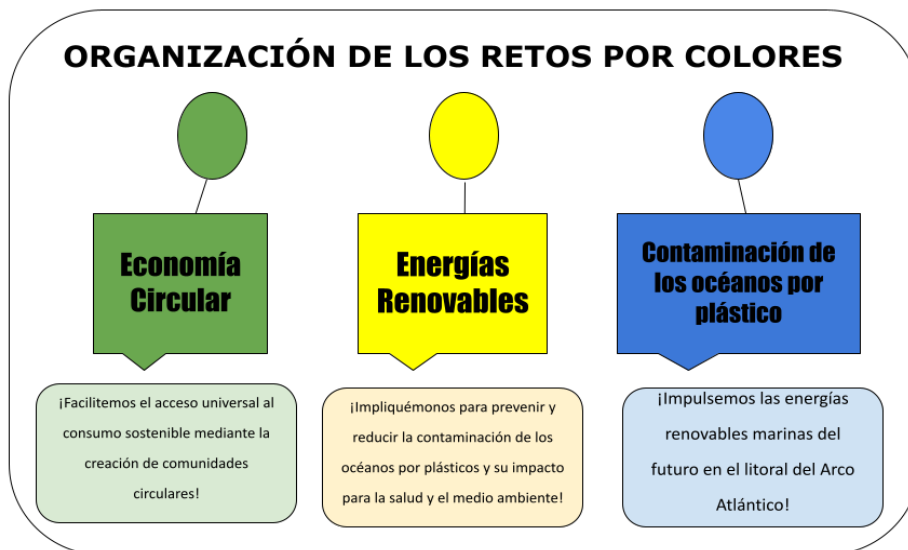 ORGANIZACIÓN DE LOS RETOS POR COLORES
Economía
Circular
Energías
Renovables
Contaminación de
los océanos por
plástico
¡Facilitemos el acceso universal al
consumo sostenible mediante la
creación de comunidades
circulares!
¡Impliquémonos para prevenir y
reducir la contaminación de los
océanos por plásticos y su impacto
para la salud y el medio ambiente!
¡Impulsemos las energías
renovables marinas del
futuro en el litoral del Arco
Atlántico!